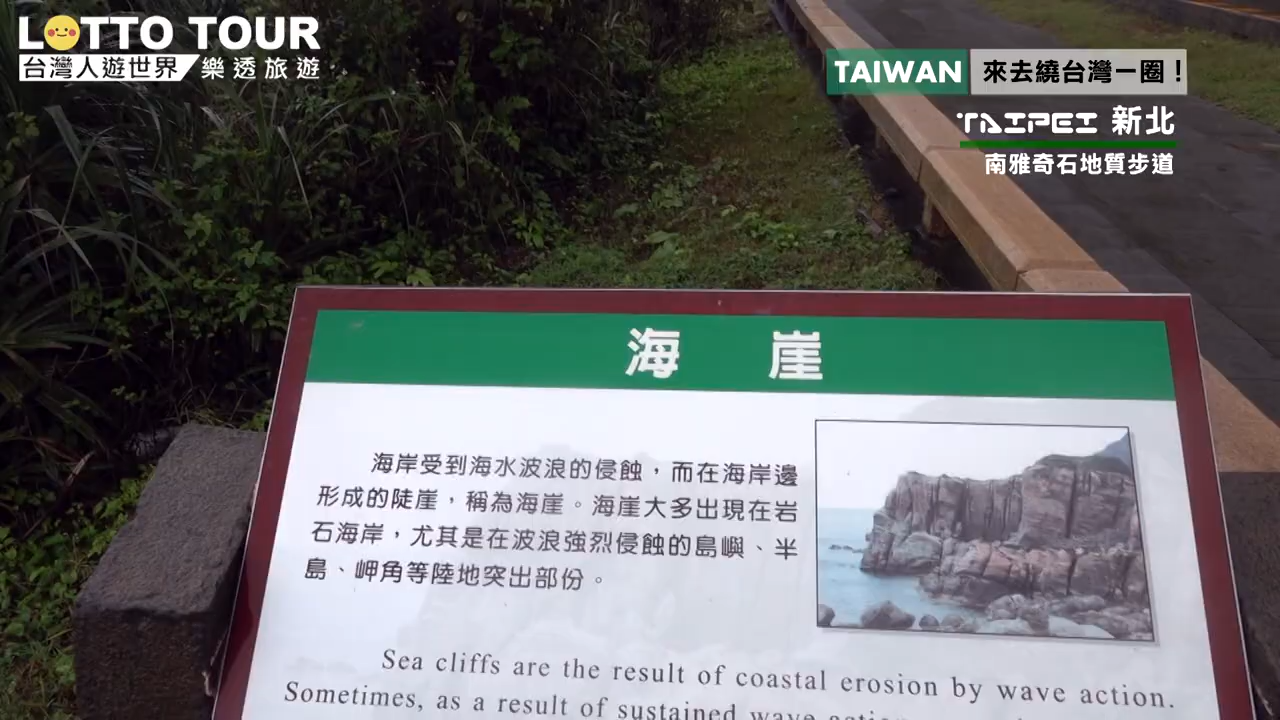 LOTTO TOUR
台灣人遊世界 樂透旅遊
TAIWAN 來去繞台灣一圈!
TAIPEI 新北
南雅奇石地質步道
海崖
海岸受到海水波浪的侵蝕，而在海岸邊
形成的陡崖，稱為海崖。海崖大多出現在岩
石海岸，尤其是在波浪強烈侵蝕的島嶼、半
島、岬角等陸地突出部份。
Sea cliffs are the result of coastal erosion by wave action.
Sometimes, as a result of sustained wave